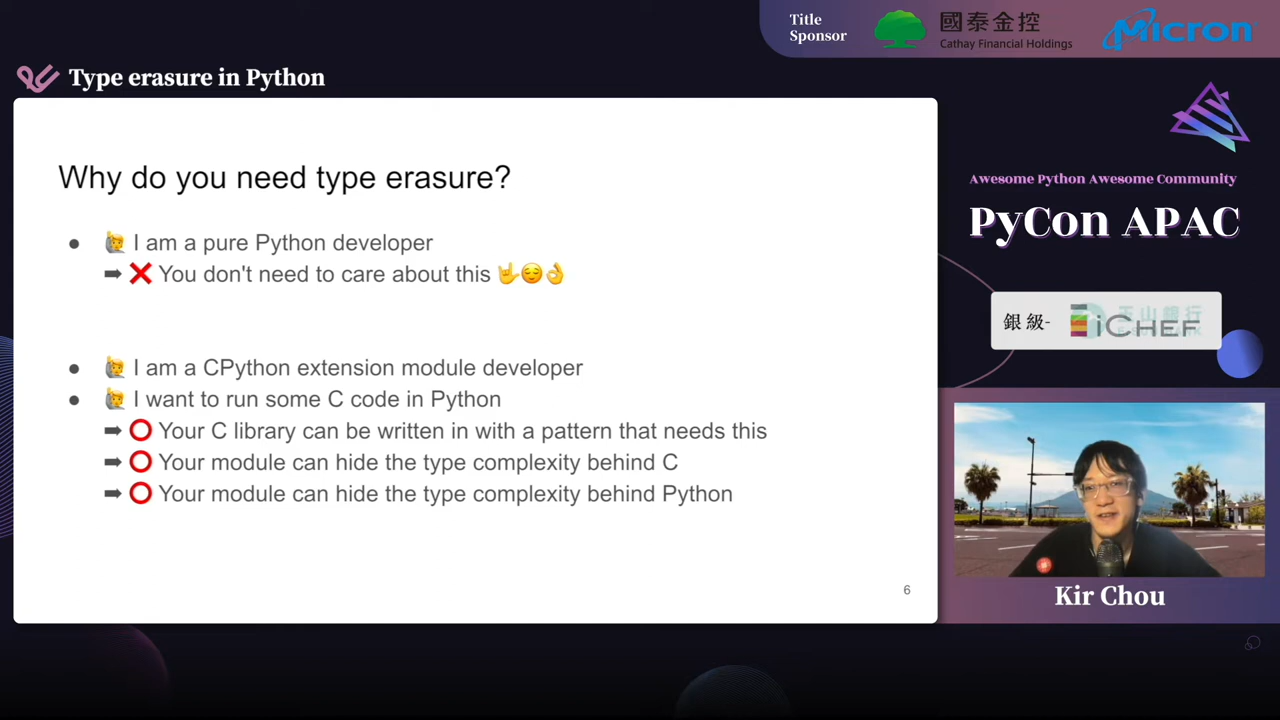 Title
Sponsor
國泰金控
Cathay Financial Holdings
Micron
Type erasure in Python
Why do you need type erasure?
● I am a pure Python developer
➡ ❌ You don't need to care about this
● I am a CPython extension module developer
● I want to run some C code in Python
➡ ⭕ Your C library can be written in with a pattern that needs this
➡ ⭕ Your module can hide the type complexity behind C
➡ ⭕ Your module can hide the type complexity behind Python
6
Awesome Python Awesome Community
PyCon APAC
銀級-
iCHEF
Kir Chou